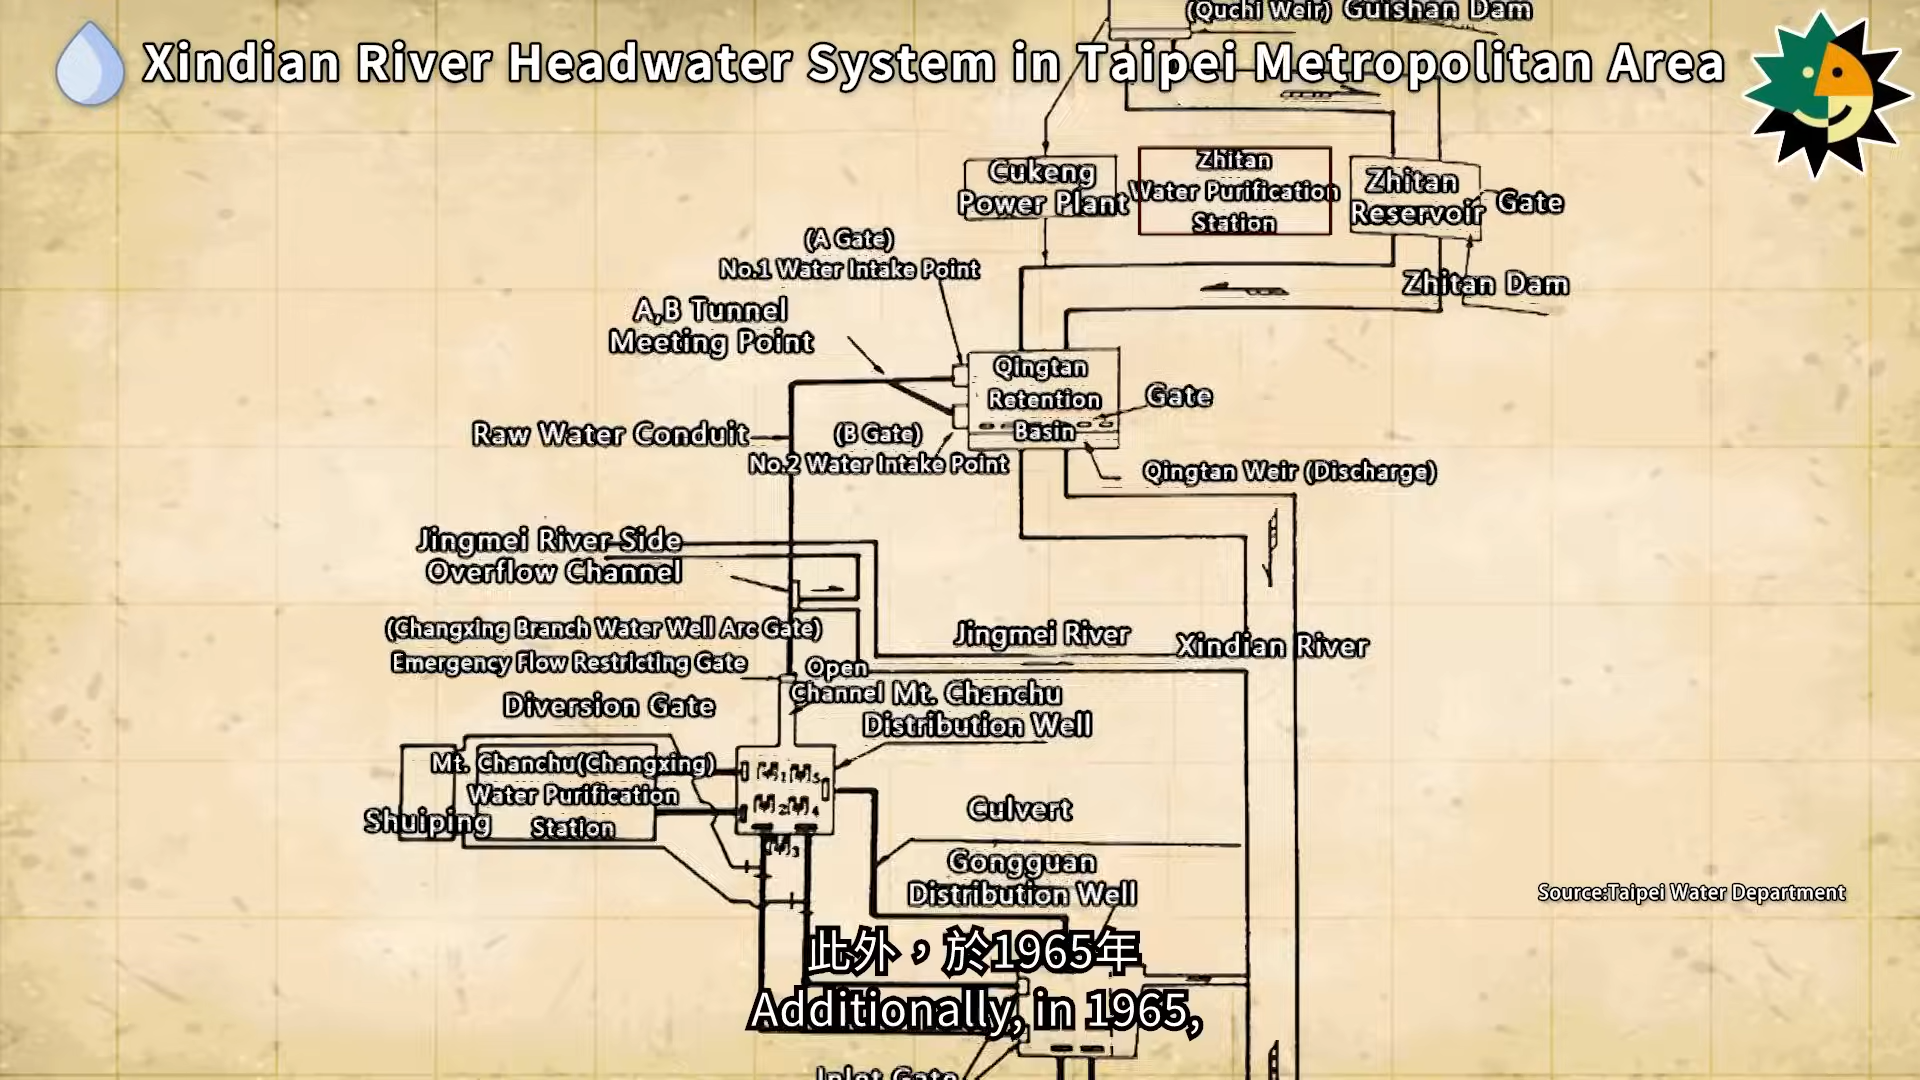 (Quchi Weir) Guishan Dam
Xindian River Headwater System in Taipei Metropolitan Area
Cukeng
Power Plant
Zhitan
Water Purification
Station
Zhitan
Reservoir
Gate
(A Gate)
No.1 Water Intake Point
Zhitan Dam
A,B Tunnel
Meeting Point
Qingtan
Retention
Basin
Gate
Raw Water Conduit
(B Gate)
No.2 Water Intake Point
Qingtan Weir (Discharge)
Jingmei River Side
Overflow Channel
(Changxing Branch Water Well Arc Gate)
Emergency Flow Restricting Gate
Jingmei River
Xindian River
Open
Channel
Mt. Chanchu
Distribution Well
Diversion Gate
Mt. Chanchu(Changxing)
Water Purification
Station
Shuiping
M1
M5
M2
M4
M3
Culvert
Gongguan
Distribution Well
Source:Taipei Water Department
此外，於1965年
Additionally, in 1965,
Inlet Gate